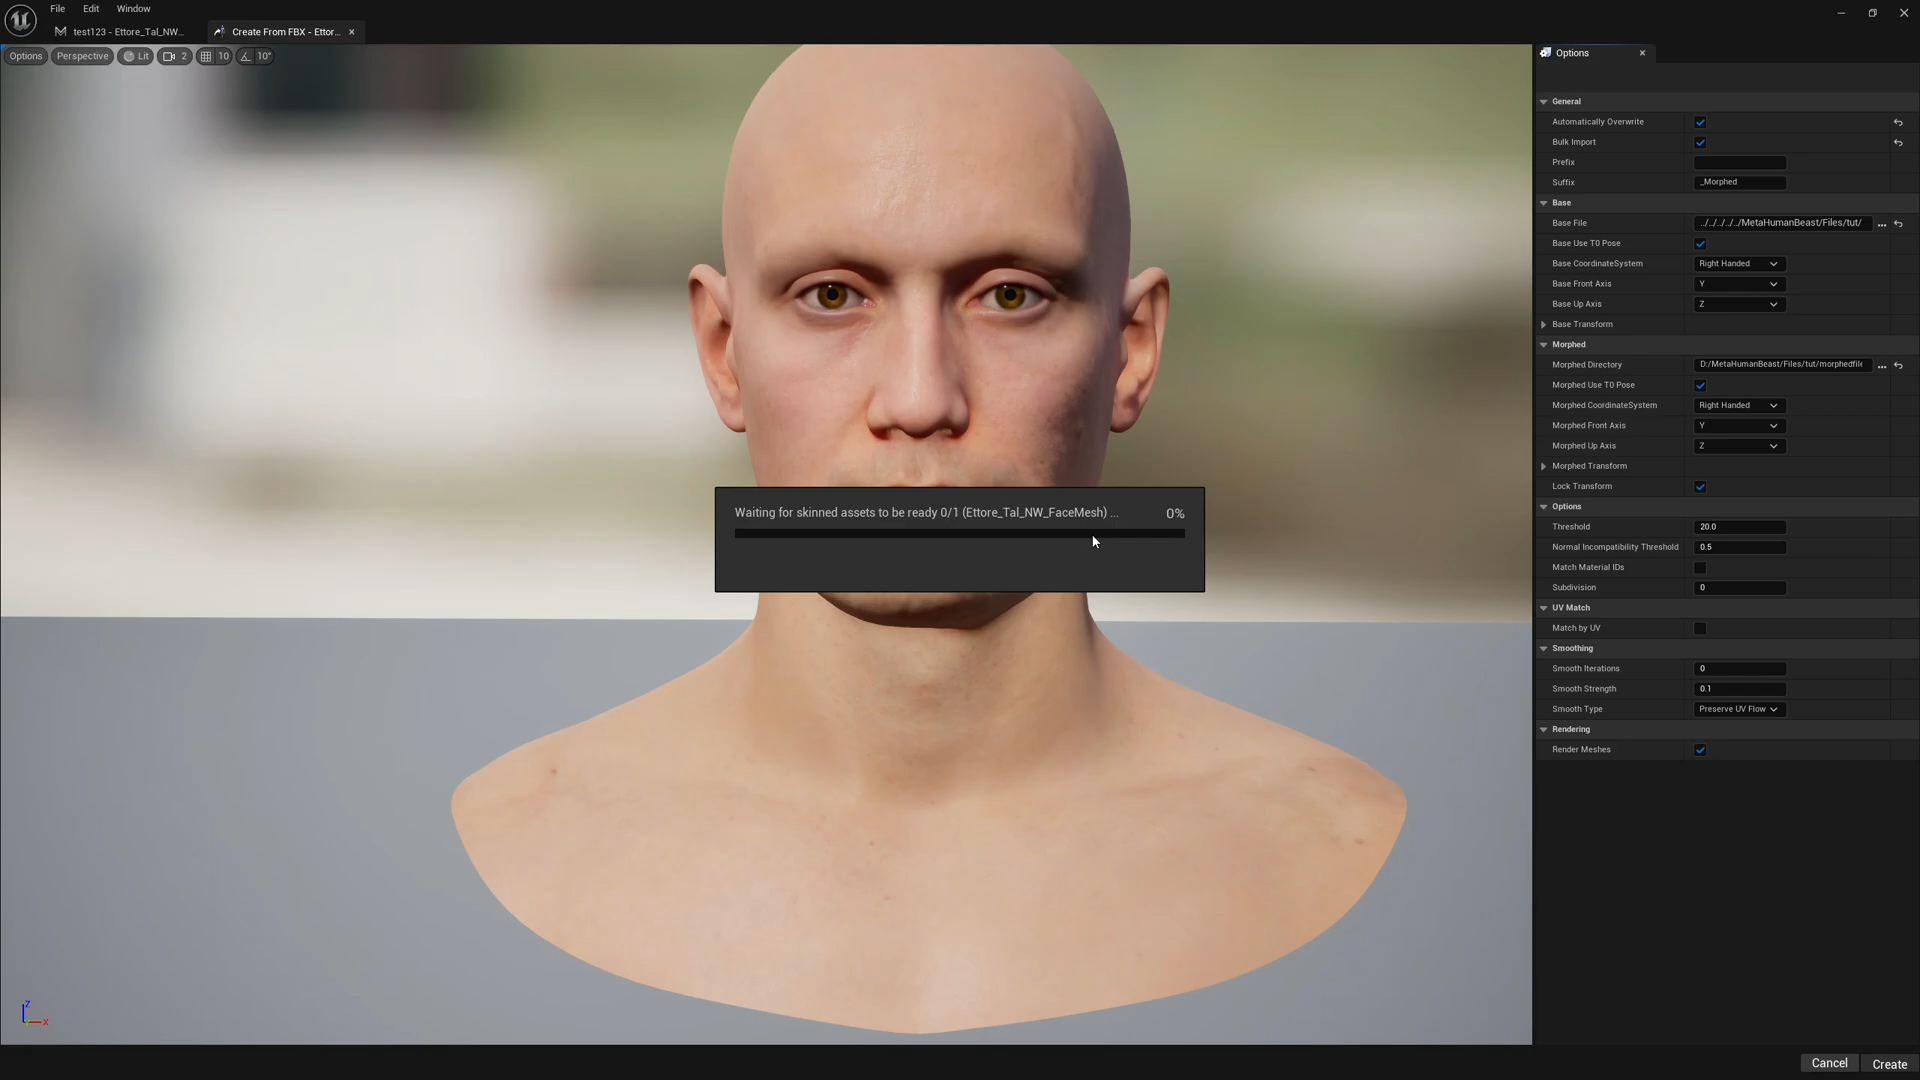 File Edit Window
test123 - Ettore_Tal_NW...
Create From FBX - Ettor...
Options Perspective Lit 2 10 10°
Options
General
Automatically Overwrite
Bulk Import
Prefix
Suffix _Morphed
Base
Base File ../../../../../MetaHumanBeast/Files/tut/ ...
Base Use T0 Pose
Base CoordinateSystem Right Handed
Base Front Axis Y
Base Up Axis Z
Base Transform
Morphed
Morphed Directory D:/MetaHumanBeast/Files/tut/morphedfile ...
Morphed Use T0 Pose
Morphed CoordinateSystem Right Handed
Morphed Front Axis Y
Morphed Up Axis Z
Morphed Transform
Lock Transform
Options
Threshold 20.0
Normal Incompatibility Threshold 0.5
Match Material IDs
Subdivision 0
UV Match
Match by UV
Smoothing
Smooth Iterations 0
Smooth Strength 0.1
Smooth Type Preserve UV Flow
Rendering
Render Meshes
Waiting for skinned assets to be ready 0/1 (Ettore_Tal_NW_FaceMesh) ... 0%
Z
X
Cancel Create